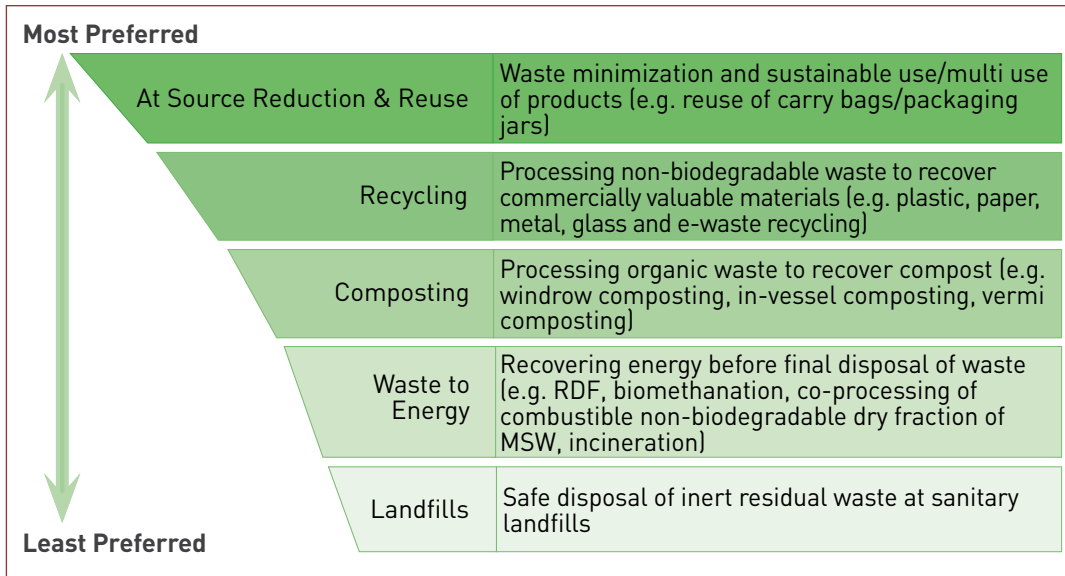 Most Preferred
At Source Reduction & Reuse
Waste minimization and sustainable use/multi use
of products (e.g. reuse of carry bags/packaging
jars)
Recycling
Processing non-biodegradable waste to recover
commercially valuable materials (e.g. plastic, paper,
metal, glass and e-waste recycling)
Composting
Processing organic waste to recover compost (e.g.
windrow composting, in-vessel composting, vermi
composting)
Waste to
Energy
Recovering energy before final disposal of waste
(e.g. RDF, biomethanation, co-processing of
combustible non-biodegradable dry fraction of
MSW, incineration)
Landfills
Safe disposal of inert residual waste at sanitary
landfills
Least Preferred